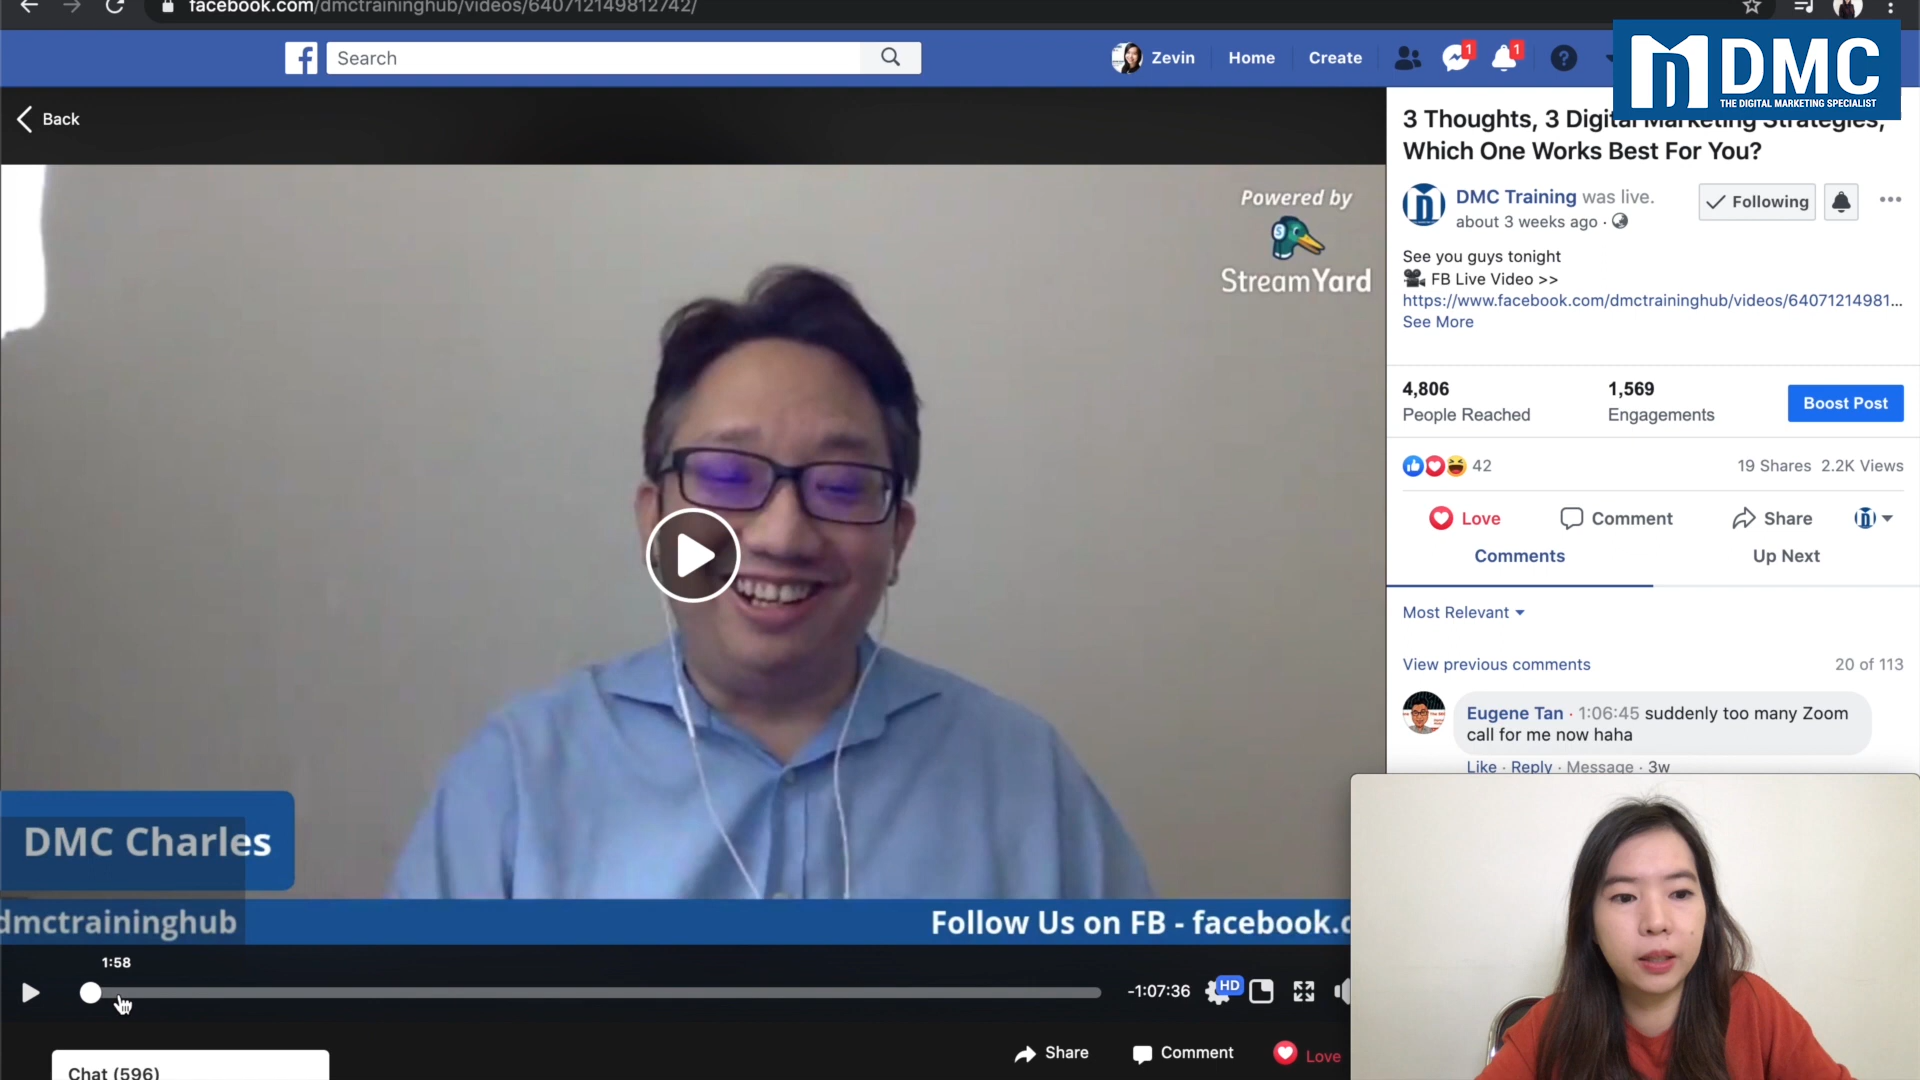 facebook.com/dmctraininghub/videos/640712149812742/
Search
Zevin
Home
Create
1
1
?
DMC
THE DIGITAL MARKETING SPECIALIST
Back
Powered by
StreamYard
DMC Charles
dmctraininghub
Follow Us on FB - facebook.c
1:58
-1:07:36
HD
Share
Comment
Love
Chat (596)
3 Thoughts, 3 Digital Marketing Strategies,
Which One Works Best For You?
DMC Training was live.
about 3 weeks ago ·
Following
See you guys tonight
FB Live Video >>
https://www.facebook.com/dmctraininghub/videos/64071214981...
See More
4,806
People Reached
1,569
Engagements
Boost Post
42
19 Shares 2.2K Views
Love
Comment
Share
Comments
Up Next
Most Relevant
View previous comments
20 of 113
Eugene Tan · 1:06:45 suddenly too many Zoom
call for me now haha
Like · Reply · Message · 3w